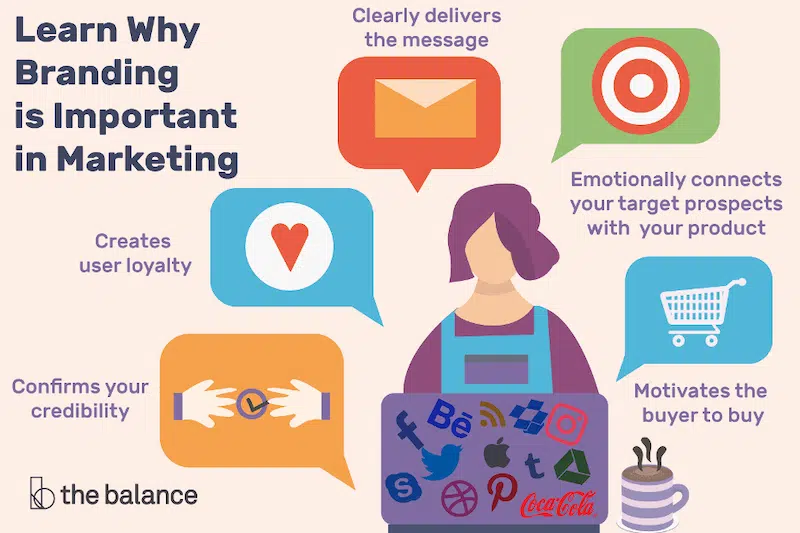 Learn Why
Branding
is Important
in Marketing
Clearly delivers
the message
Emotionally connects
your target prospects
with your product
Creates
user loyalty
Motivates the
buyer to buy
Confirms your
credibility
Bē
f
t
S
Coca-Cola
the balance